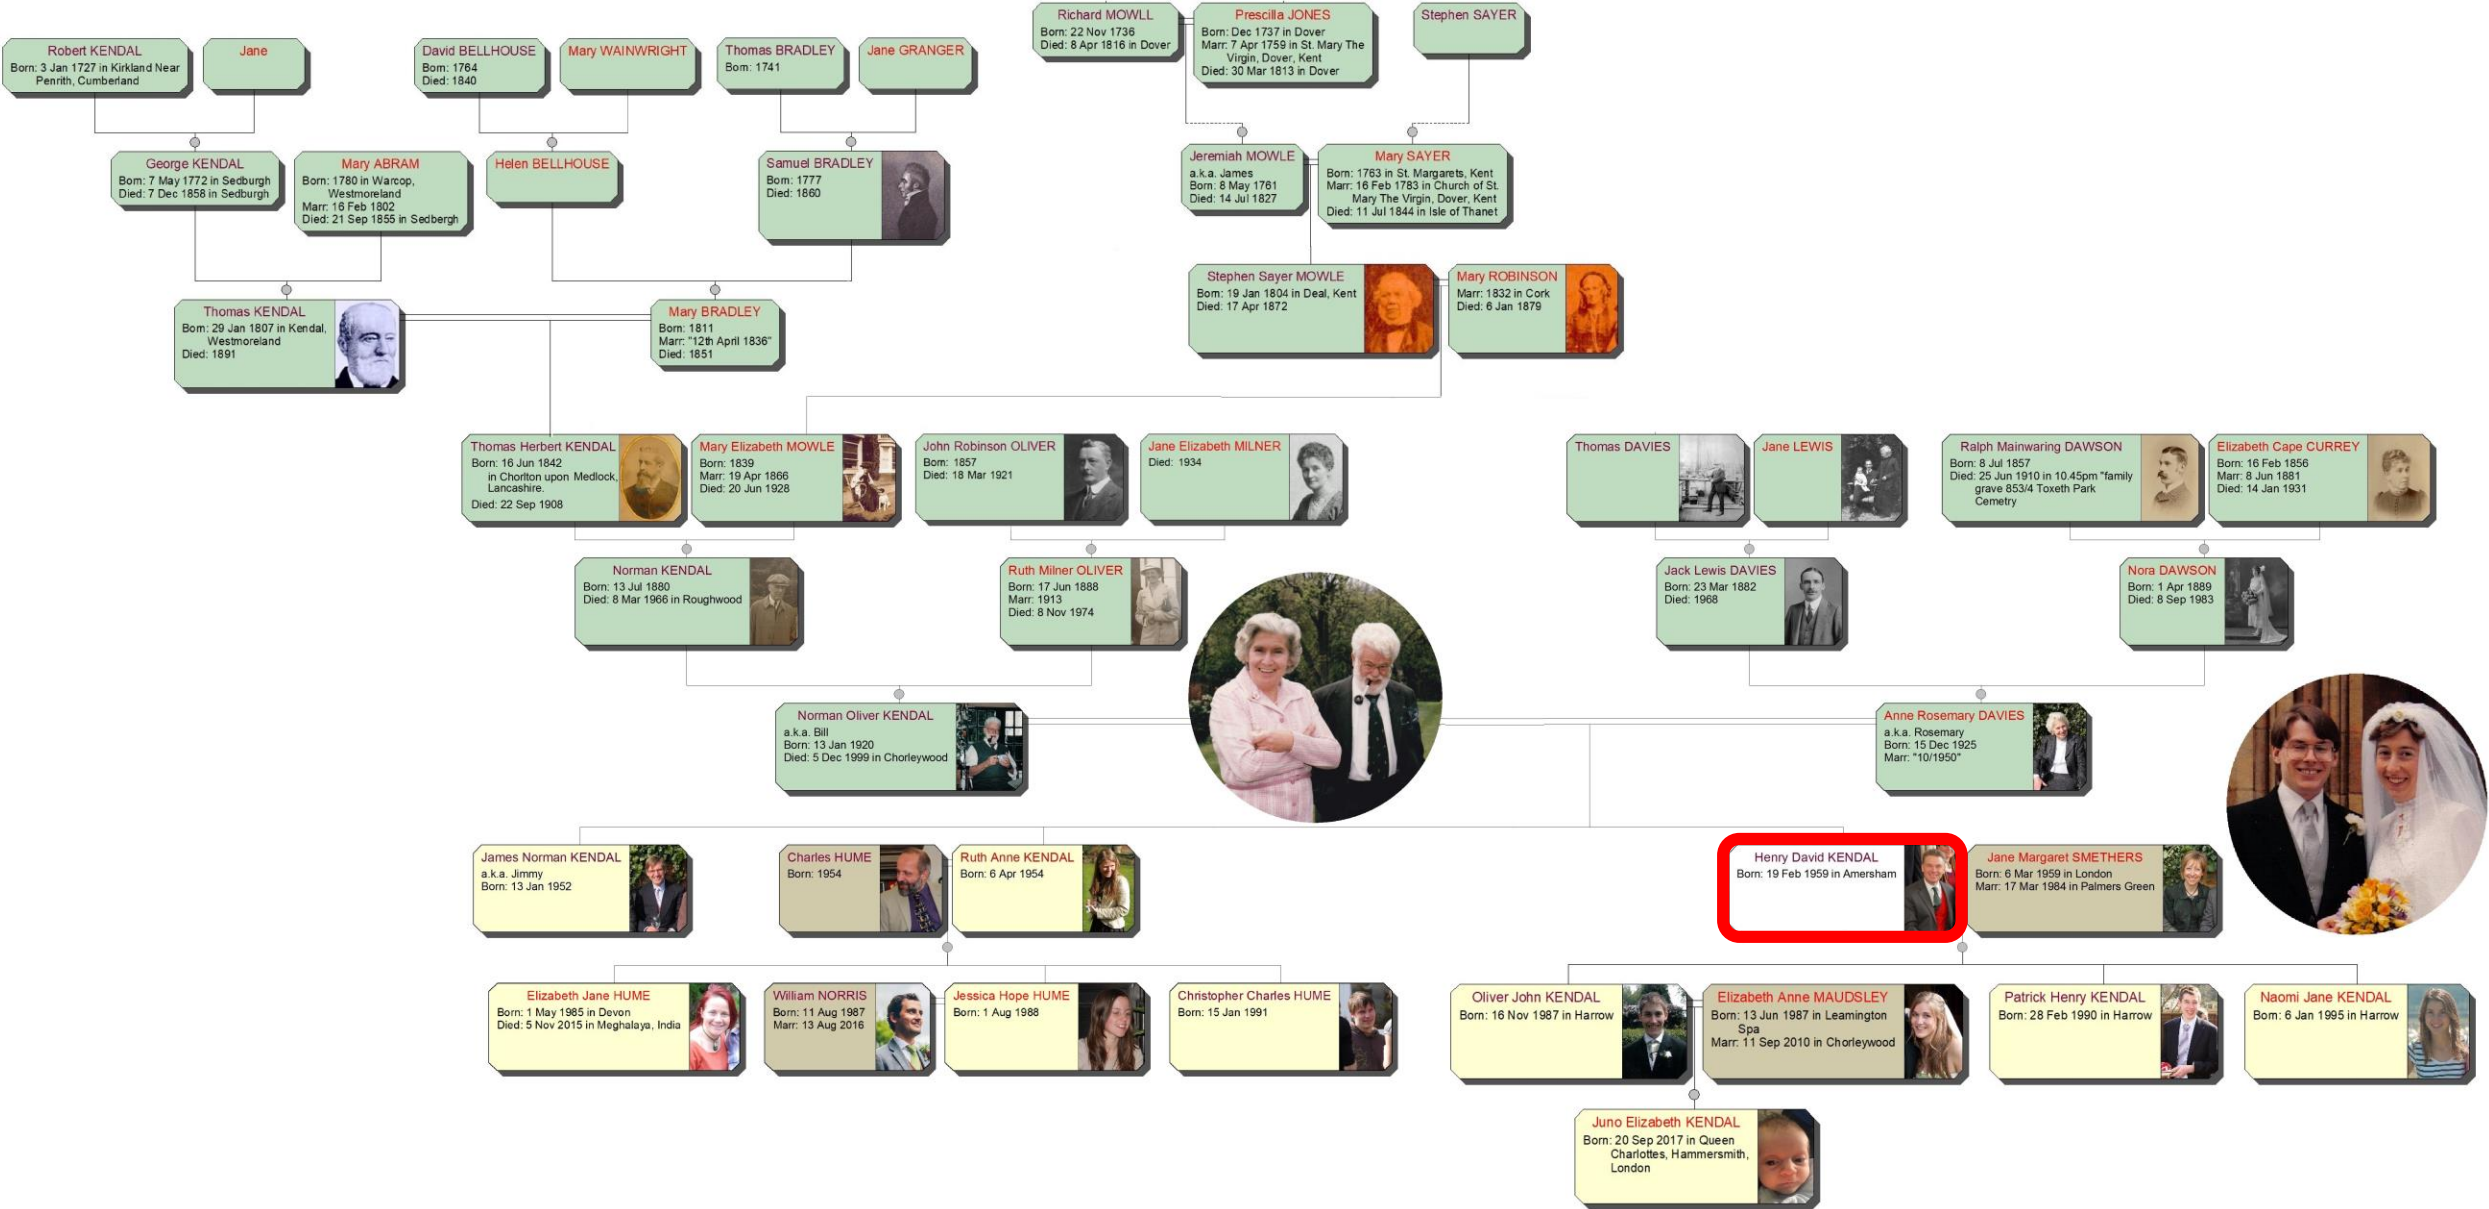 Richard MOWLL
Born: 22 Nov 1736
Died: 8 Apr 1816 in Dover
Prescilla JONES
Born: Dec 1737 in Dover
Marr: 7 Apr 1759 in St. Mary The
Virgin, Dover, Kent
Died: 30 Mar 1813 in Dover
Stephen SAYER
Robert KENDAL
Born: 3 Jan 1727 in Kirkland Near
Penrith, Cumberland
Jane
David BELLHOUSE
Born: 1764
Died: 1840
Mary WAINWRIGHT
Thomas BRADLEY
Born: 1741
Jane GRANGER
George KENDAL
Born: 7 May 1772 in Sedburgh
Died: 7 Dec 1858 in Sedburgh
Mary ABRAM
Born: 1780 in Warcop,
Westmoreland
Marr: 16 Feb 1802
Died: 21 Sep 1855 in Sedbergh
Helen BELLHOUSE
Samuel BRADLEY
Born: 1777
Died: 1860
Jeremiah MOWLE
a.k.a. James
Born: 8 May 1761
Died: 14 Jul 1827
Mary SAYER
Born: 1763 in St. Margarets, Kent
Marr: 16 Feb 1783 in Church of St.
Mary The Virgin, Dover, Kent
Died: 11 Jul 1844 in Isle of Thanet
Stephen Sayer MOWLE
Born: 19 Jan 1804 in Deal, Kent
Died: 17 Apr 1872
Mary ROBINSON
Marr: 1832 in Cork
Died: 6 Jan 1879
Thomas KENDAL
Born: 29 Jan 1807 in Kendal,
Westmoreland
Died: 1891
Mary BRADLEY
Born: 1811
Marr: "12th April 1836"
Died: 1851
Thomas Herbert KENDAL
Born: 16 Jun 1842
in Chorlton upon Medlock,
Lancashire.
Died: 22 Sep 1908
Mary Elizabeth MOWLE
Born: 1839
Marr: 19 Apr 1866
Died: 20 Jun 1928
John Robinson OLIVER
Born: 1857
Died: 18 Mar 1921
Jane Elizabeth MILNER
Died: 1934
Thomas DAVIES
Jane LEWIS
Ralph Mainwaring DAWSON
Born: 8 Jul 1857
Died: 25 Jun 1910 in 10.45pm "family
grave 853/4 Toxeth Park
Cemetry
Elizabeth Cape CURREY
Born: 16 Feb 1856
Marr: 8 Jun 1881
Died: 14 Jan 1931
Norman KENDAL
Born: 13 Jul 1880
Died: 8 Mar 1966 in Roughwood
Ruth Milner OLIVER
Born: 17 Jun 1888
Marr: 1913
Died: 8 Nov 1974
Jack Lewis DAVIES
Born: 23 Mar 1882
Died: 1968
Nora DAWSON
Born: 1 Apr 1889
Died: 8 Sep 1983
Norman Oliver KENDAL
a.k.a. Bill
Born: 13 Jan 1920
Died: 5 Dec 1999 in Chorleywood
Anne Rosemary DAVIES
a.k.a. Rosemary
Born: 15 Dec 1925
Marr: "10/1950"
James Norman KENDAL
a.k.a. Jimmy
Born: 13 Jan 1952
Charles HUME
Born: 1954
Ruth Anne KENDAL
Born: 6 Apr 1954
Henry David KENDAL
Born: 19 Feb 1959 in Amersham
Jane Margaret SMETHERS
Born: 6 Mar 1959 in London
Marr: 17 Mar 1984 in Palmers Green
Elizabeth Jane HUME
Born: 1 May 1985 in Devon
Died: 5 Nov 2015 in Meghalaya, India
William NORRIS
Born: 11 Aug 1987
Marr: 13 Aug 2016
Jessica Hope HUME
Born: 1 Aug 1988
Christopher Charles HUME
Born: 15 Jan 1991
Oliver John KENDAL
Born: 16 Nov 1987 in Harrow
Elizabeth Anne MAUDSLEY
Born: 13 Jun 1987 in Leamington
Spa
Marr: 11 Sep 2010 in Chorleywood
Patrick Henry KENDAL
Born: 28 Feb 1990 in Harrow
Naomi Jane KENDAL
Born: 6 Jan 1995 in Harrow
Juno Elizabeth KENDAL
Born: 20 Sep 2017 in Queen
Charlottes, Hammersmith,
London